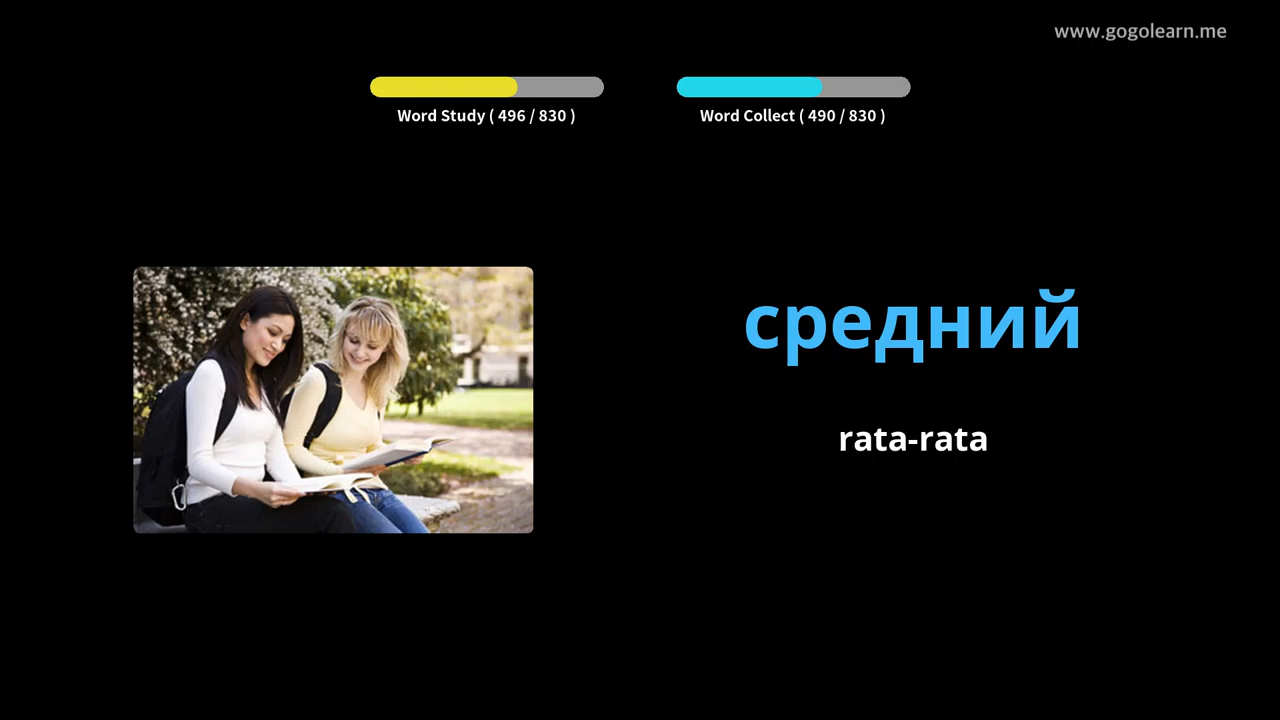 www.gogolearn.me
Word Study ( 496 / 830 )
Word Collect ( 490 / 830 )
средний
rata-rata